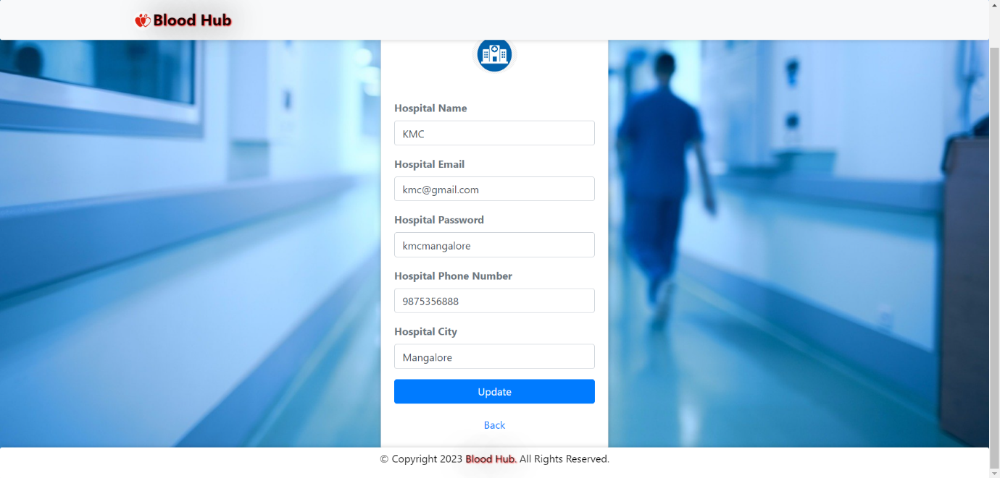 Blood Hub
Hospital Name
KMC
Hospital Email
kmc@gmail.com
Hospital Password
kmcmangalore
Hospital Phone Number
9875356888
Hospital City
Mangalore
Update
Back
© Copyright 2023 Blood Hub. All Rights Reserved.